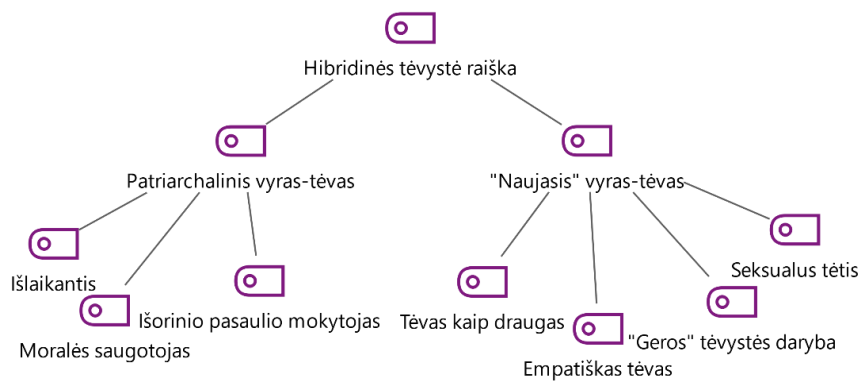 Hibridinės tėvystė raiška
Patriarchalinis vyras-tėvas
"Naujasis" vyras-tėvas
Išlaikantis
Moralės saugotojas
Išorinio pasaulio mokytojas
Tėvas kaip draugas
Empatiškas tėvas
"Geros" tėvystės daryba
Seksualus tėtis